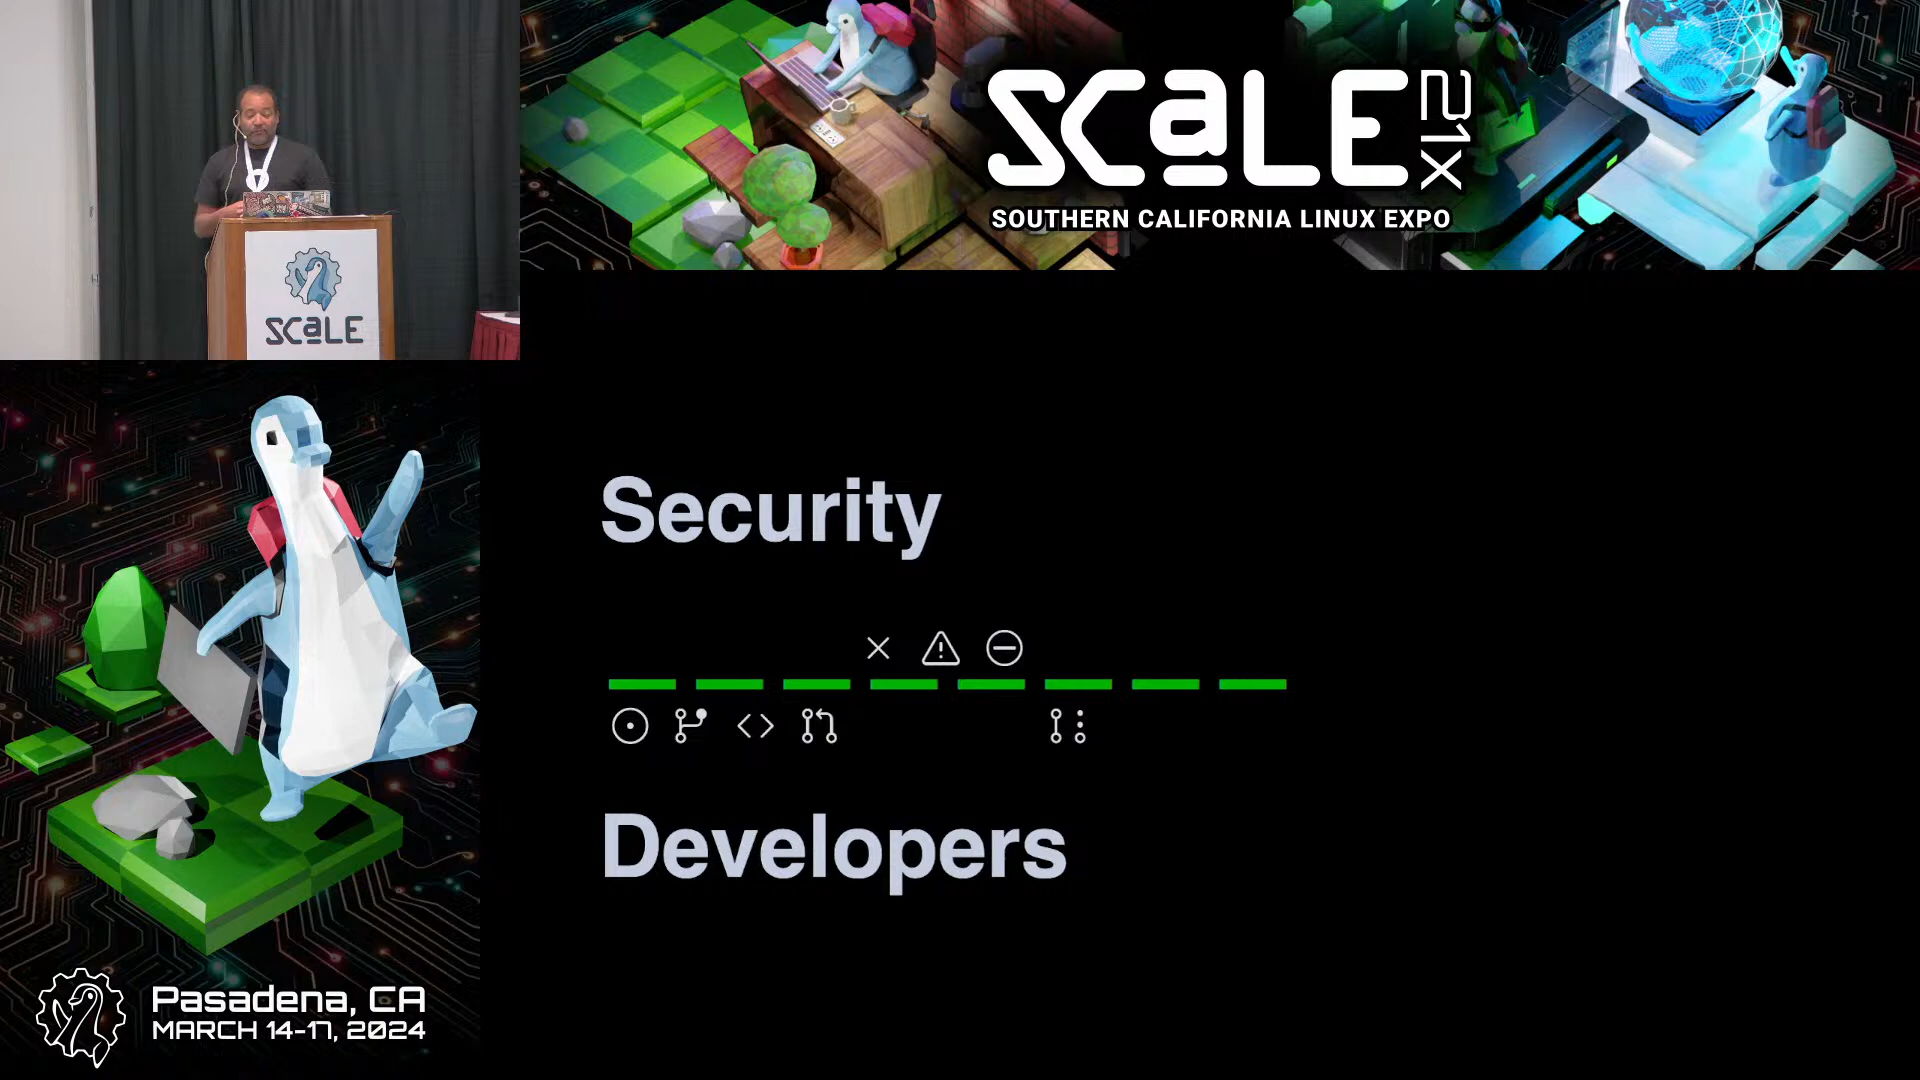 SCaLE 21X
SOUTHERN CALIFORNIA LINUX EXPO
SCaLE
Security
Developers
Pasadena, CA
MARCH 14-17, 2024